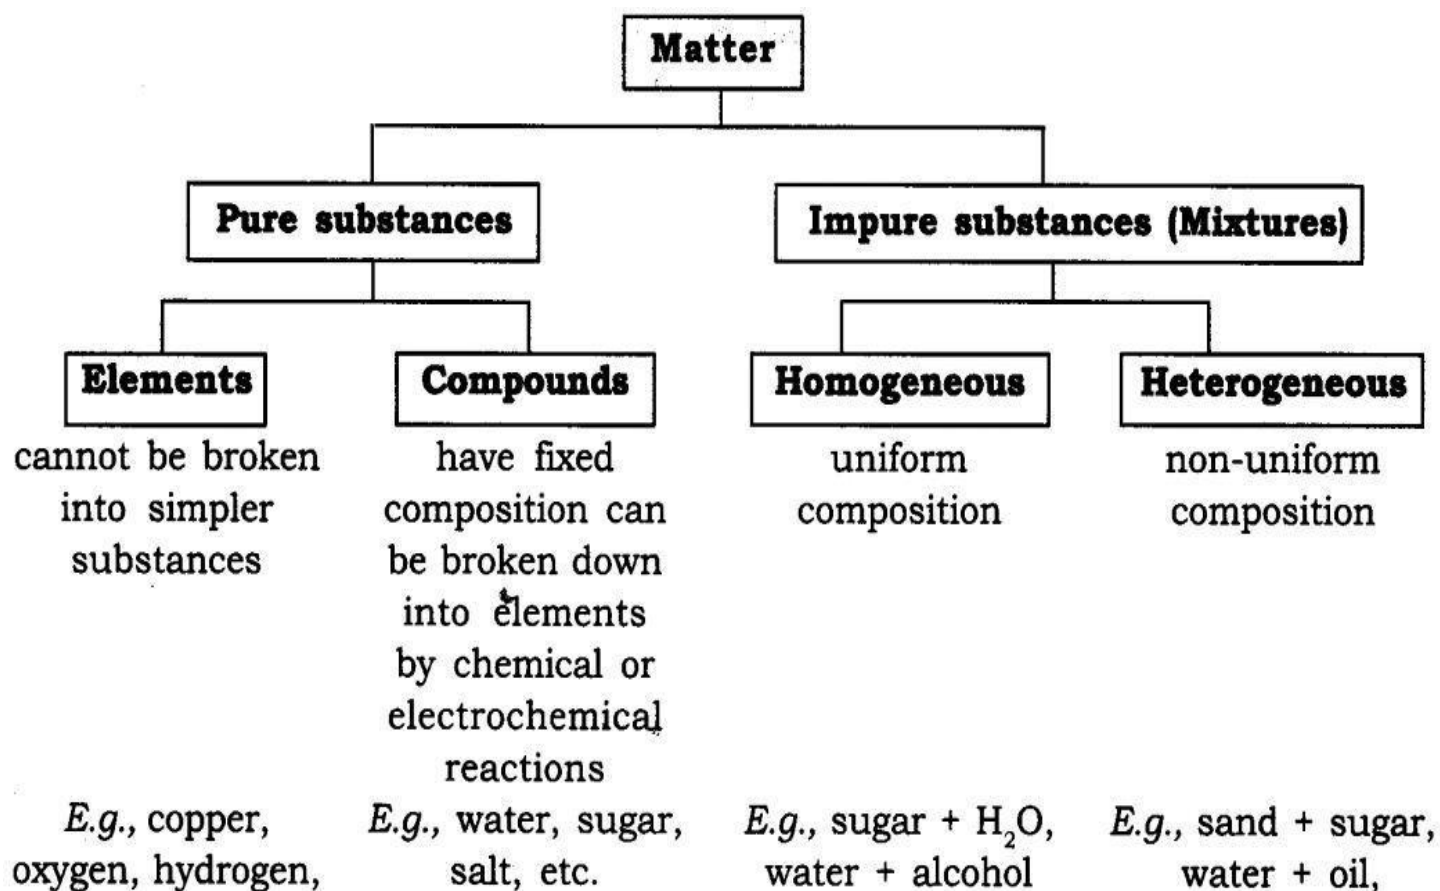 Matter
Pure substances
Impure substances (Mixtures)
Elements
cannot be broken
into simpler
substances
E.g., copper,
oxygen, hydrogen,
Compounds
have fixed
composition can
be broken down
into elements
by chemical or
electrochemical
reactions
E.g., water, sugar,
salt, etc.
Homogeneous
uniform
composition
E.g., sugar + H₂O,
water + alcohol
Heterogeneous
non-uniform
composition
E.g., sand + sugar,
water + oil,